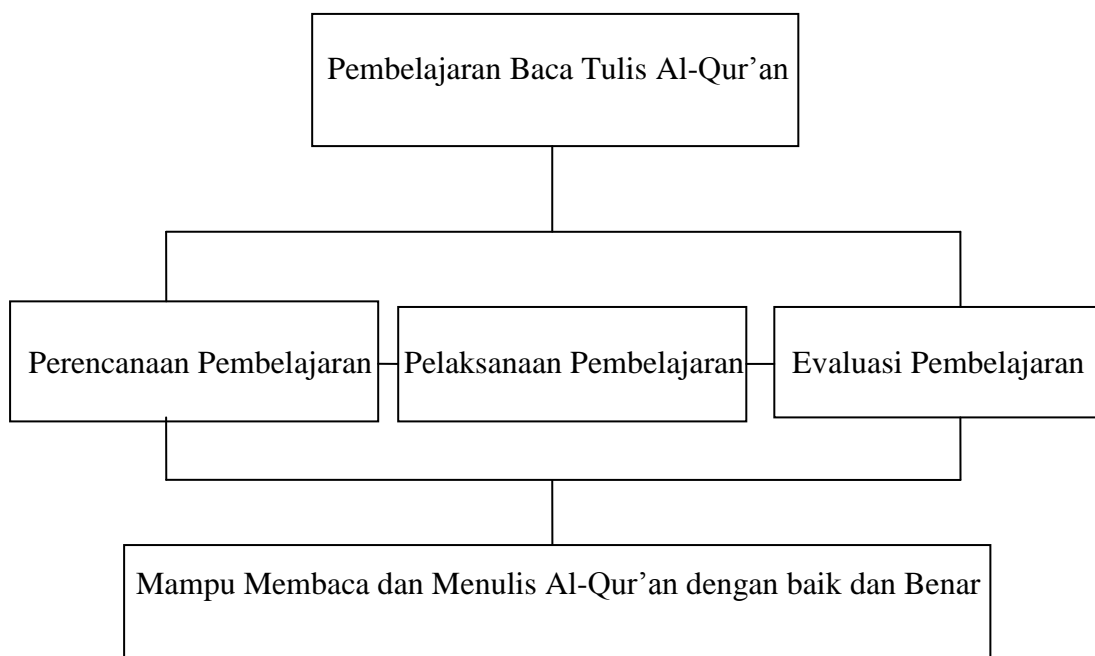 Pembelajaran Baca Tulis Al-Qur’an
Perencanaan Pembelajaran
Pelaksanaan Pembelajaran
Evaluasi Pembelajaran
Mampu Membaca dan Menulis Al-Qur’an dengan baik dan Benar